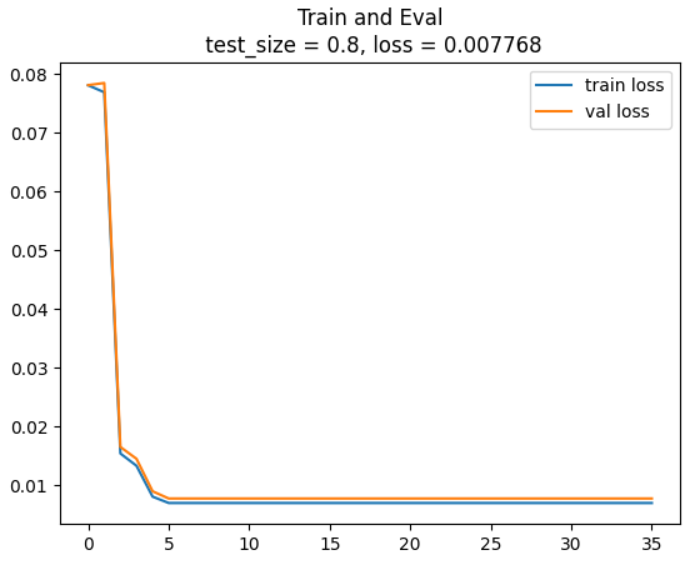 Train and Eval
test_size = 0.8, loss = 0.007768
train loss
val loss
0.08
0.07
0.06
0.05
0.04
0.03
0.02
0.01
0 5 10 15 20 25 30 35